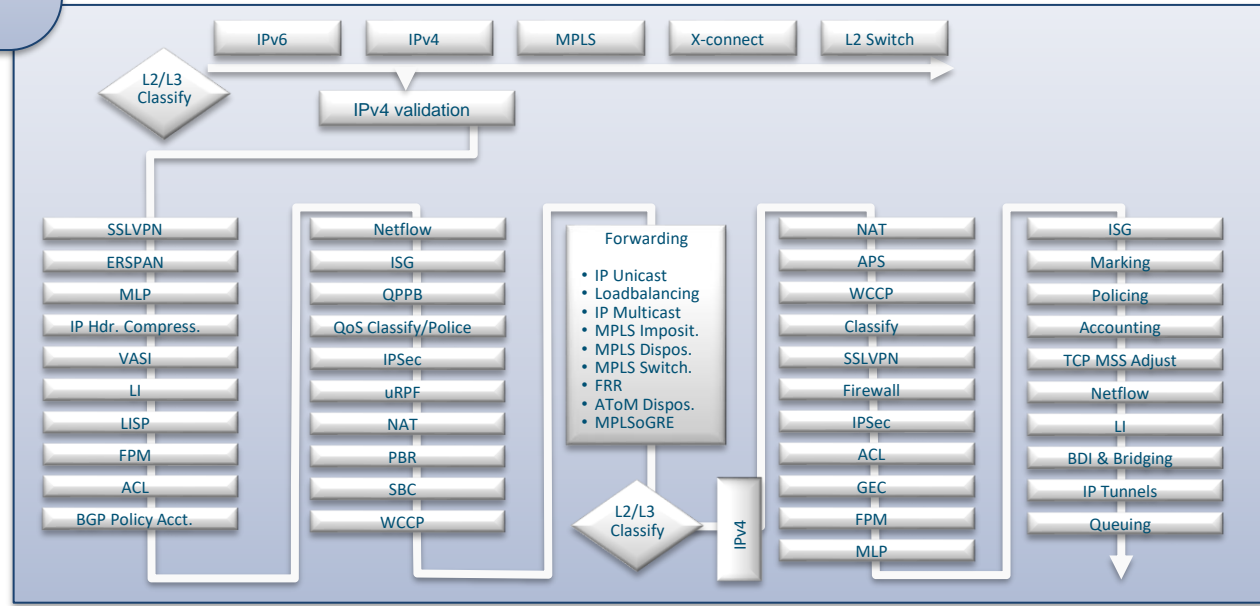 IPv6
IPv4
MPLS
X-connect
L2 Switch
L2/L3
Classify
IPv4 validation
SSLVPN
ERSPAN
MLP
IP Hdr. Compress.
VASI
LI
LISP
FPM
ACL
BGP Policy Acct.
Netflow
ISG
QPPB
QoS Classify/Police
IPSec
uRPF
NAT
PBR
SBC
WCCP
Forwarding
• IP Unicast
• Loadbalancing
• IP Multicast
• MPLS Imposit.
• MPLS Dispos.
• MPLS Switch.
• FRR
• AToM Dispos.
• MPLSoGRE
L2/L3
Classify
IPv4
NAT
APS
WCCP
Classify
SSLVPN
Firewall
IPSec
ACL
GEC
FPM
MLP
ISG
Marking
Policing
Accounting
TCP MSS Adjust
Netflow
LI
BDI & Bridging
IP Tunnels
Queuing